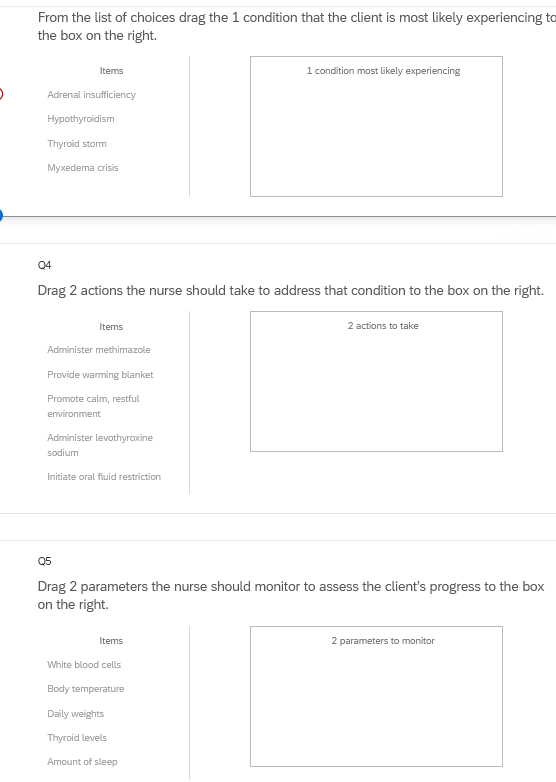 From the list of choices drag the 1 condition that the client is most likely experiencing to
the box on the right.
Items
1 condition most likely experiencing
Adrenal insufficiency
Hypothyroidism
Thyroid storm
Myxedema crisis
Q4
Drag 2 actions the nurse should take to address that condition to the box on the right.
Items
2 actions to take
Administer methimazole
Provide warming blanket
Promote calm, restful
environment
Administer levothyroxine
sodium
Initiate oral fluid restriction
Q5
Drag 2 parameters the nurse should monitor to assess the client's progress to the box
on the right.
Items
2 parameters to monitor
White blood cells
Body temperature
Daily weights
Thyroid levels
Amount of sleep